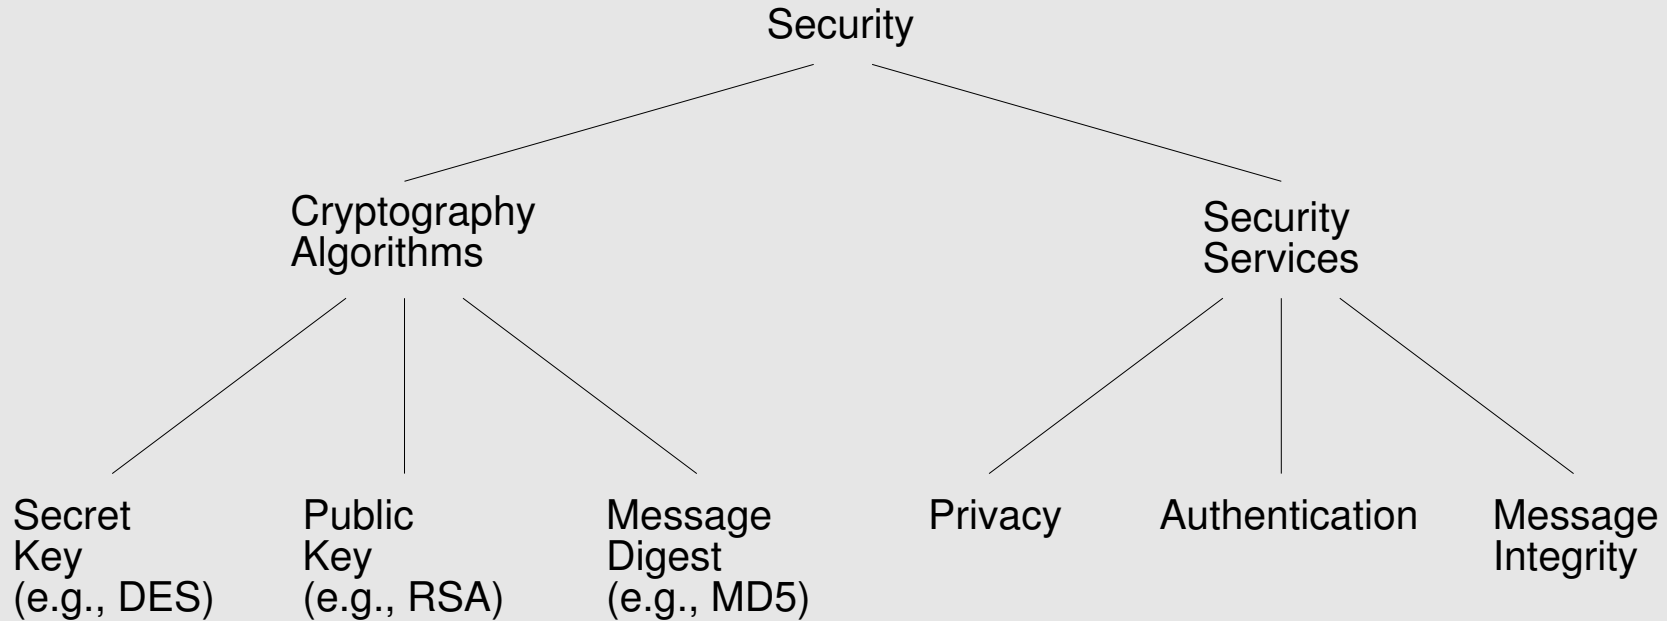 Security
Cryptography
Algorithms
Security
Services
Secret
Key
(e.g., DES)
Public
Key
(e.g., RSA)
Message
Digest
(e.g., MD5)
Privacy
Authentication
Message
Integrity